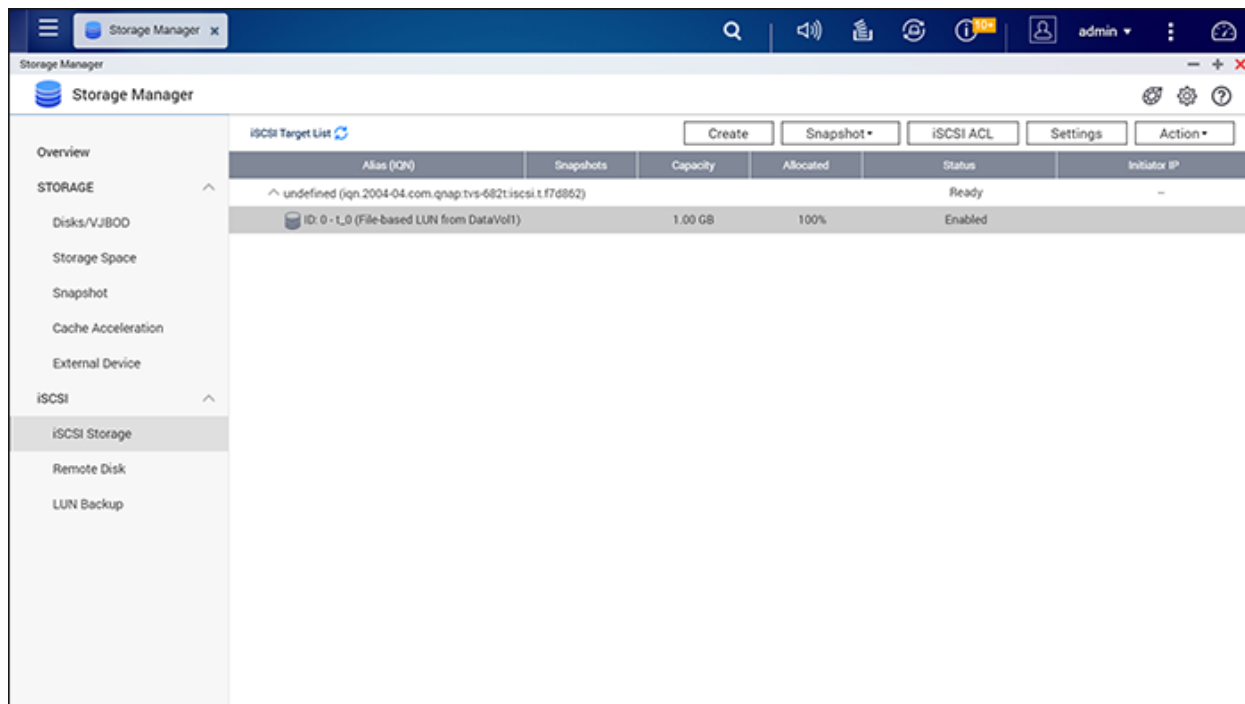 Storage Manager x
10+
admin
Storage Manager
Storage Manager
Overview
STORAGE
Disks/VJBOD
Storage Space
Snapshot
Cache Acceleration
External Device
iSCSI
iSCSI Storage
Remote Disk
LUN Backup
iSCSI Target List
Create Snapshot iSCSI ACL Settings Action
Alias (IQN) Snapshots Capacity Allocated Status Initiator IP
undefined (iqn.2004-04.com.qnap:tvs-682t:iscsi.t.f7d862) Ready --
ID: 0 - t_0 (File-based LUN from DataVol1) 1.00 GB 100% Enabled